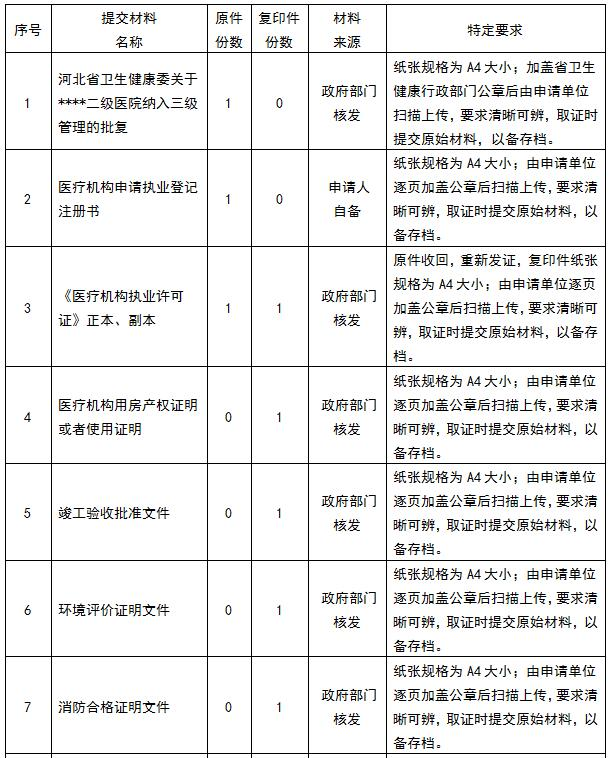 序号
提交材料
名称
原件
份数
复印件
份数
材料
来源
特定要求
1
河北省卫生健康委关于
****二级医院纳入三级
管理的批复
1
0
政府部门
核发
纸张规格为 A4 大小；加盖省卫生
健康行政部门公章后由申请单位
扫描上传，要求清晰可辨，取证时
提交原始材料，以备存档。
2
医疗机构申请执业登记
注册书
1
0
申请人
自备
纸张规格为 A4 大小；由申请单位
逐页加盖公章后扫描上传，要求清
晰可辨，取证时提交原始材料，以
备存档。
3
《医疗机构执业许可
证》正本、副本
1
1
政府部门
核发
原件收回，重新发证，复印件纸张
规格为 A4 大小；由申请单位逐页
加盖公章后扫描上传，要求清晰可
辨，取证时提交原始材料，以备存
档。
4
医疗机构用房产权证明
或者使用证明
0
1
政府部门
核发
纸张规格为 A4 大小；由申请单位
逐页加盖公章后扫描上传，要求清
晰可辨，取证时提交原始材料，以
备存档。
5
竣工验收批准文件
0
1
政府部门
核发
纸张规格为 A4 大小；由申请单位
逐页加盖公章后扫描上传，要求清
晰可辨，取证时提交原始材料，以
备存档。
6
环境评价证明文件
0
1
政府部门
核发
纸张规格为 A4 大小；由申请单位
逐页加盖公章后扫描上传，要求清
晰可辨，取证时提交原始材料，以
备存档。
7
消防合格证明文件
0
1
政府部门
核发
纸张规格为 A4 大小；由申请单位
逐页加盖公章后扫描上传，要求清
晰可辨，取证时提交原始材料，以
备存档。